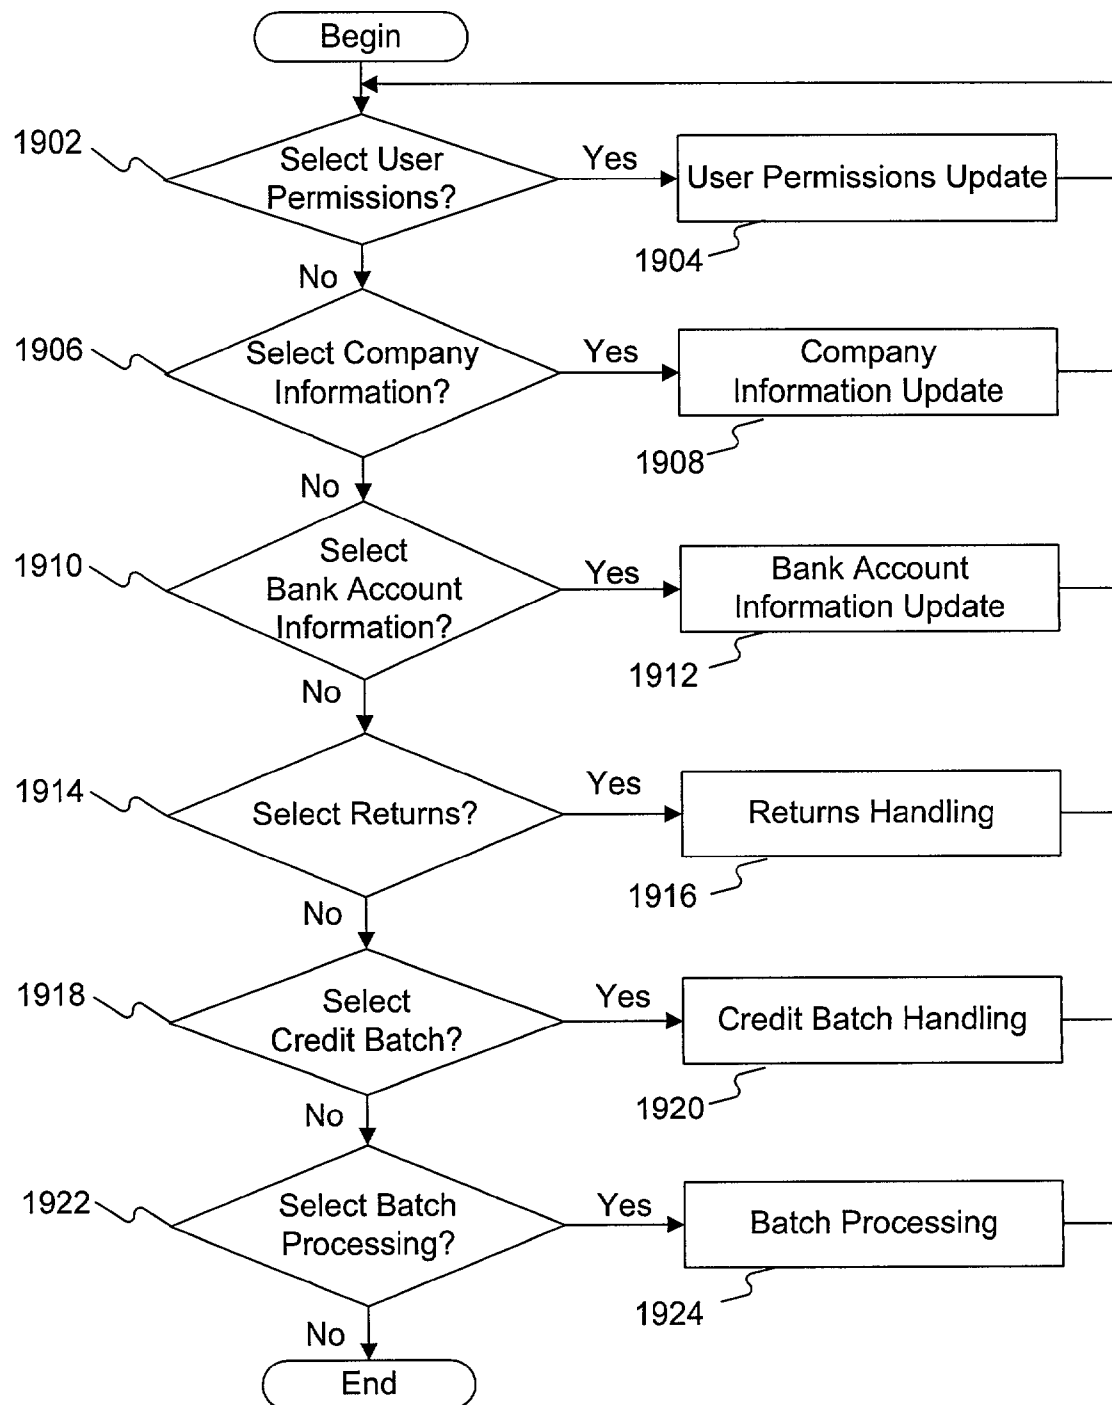 Begin
1902
Select User
Permissions?
Yes
User Permissions Update
1904
No
1906
Select Company
Information?
Yes
Company
Information Update
1908
No
1910
Select
Bank Account
Information?
Yes
Bank Account
Information Update
1912
No
1914
Select Returns?
Yes
Returns Handling
1916
No
1918
Select
Credit Batch?
Yes
Credit Batch Handling
1920
No
1922
Select Batch
Processing?
Yes
Batch Processing
1924
No
End